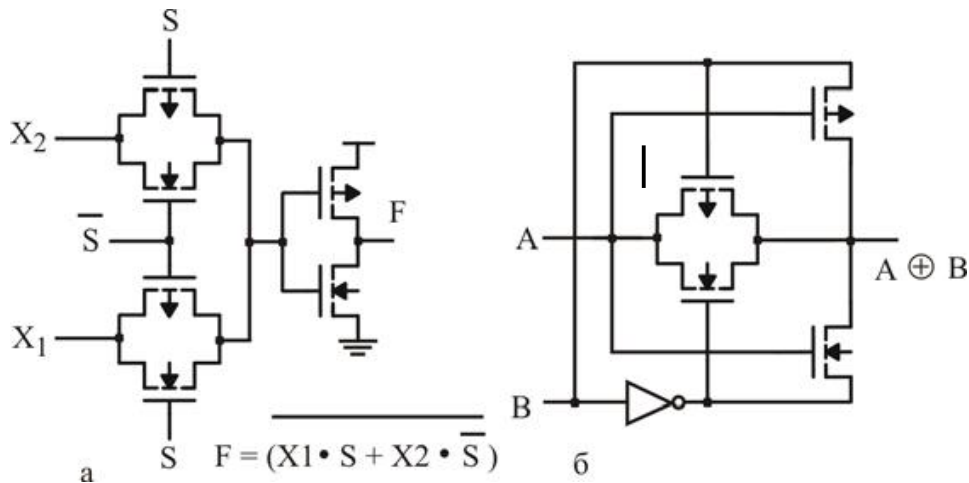 S
X₂
S̅
X₁
S
F
F = (X1 • S + X2 • S̅ )
а
A
B
A ⊕ B
б